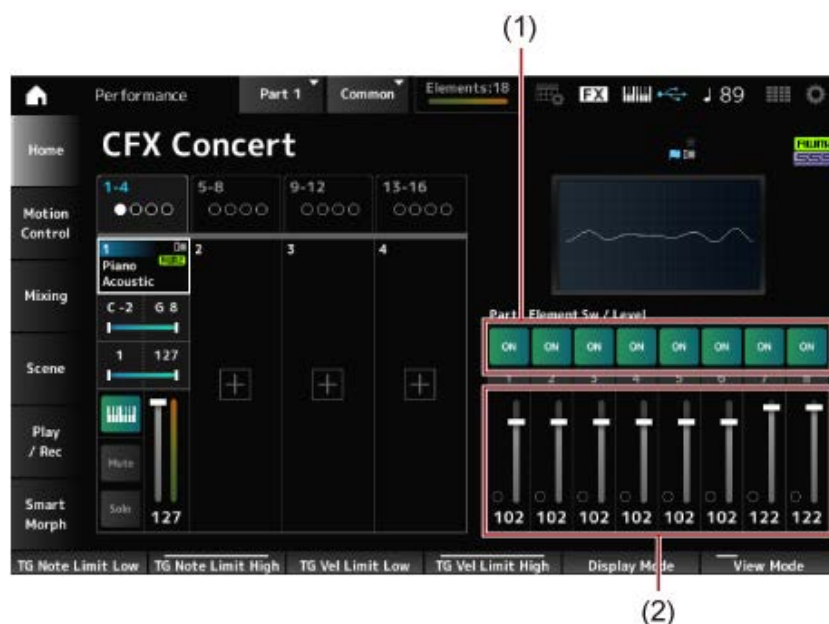 (1)
Performance
Part 1
Common
Elements:18
FX
89
Home
CFX Concert
1-4
5-8
9-12
13-16
Motion
Control
1
Piano
Acoustic
2
3
4
C -2
G 8
Mixing
Part
Element Sw / Level
ON ON ON ON ON ON ON ON
1 2 3 4 5 6 7 8
1
127
Scene
Play
/ Rec
Mute
Solo
127
Smart
Morph
102 102 102 102 102 102 122 122
TG Note Limit Low
TG Note Limit High
TG Vel Limit Low
TG Vel Limit High
Display Mode
View Mode
(2)